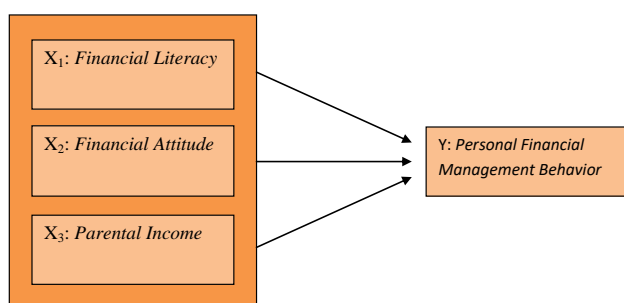 X₁: Financial Literacy
X₂: Financial Attitude
X₃: Parental Income
Y: Personal Financial
Management Behavior